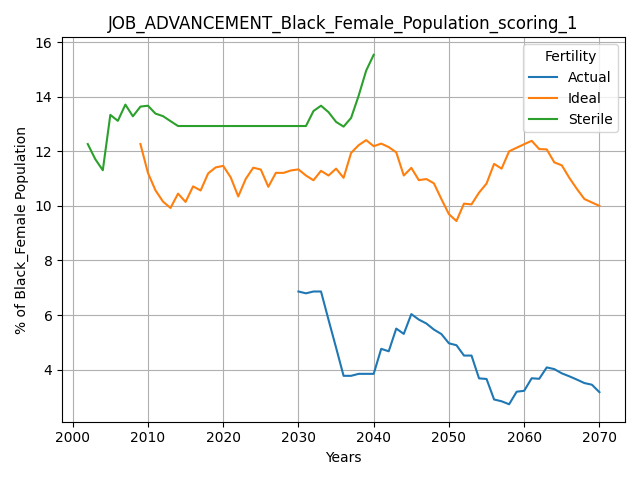 JOB_ADVANCEMENT_Black_Female_Population_scoring_1
Fertility
Actual
Ideal
Sterile
% of Black_Female Population
16
14
12
10
8
6
4
2000 2010 2020 2030 2040 2050 2060 2070
Years